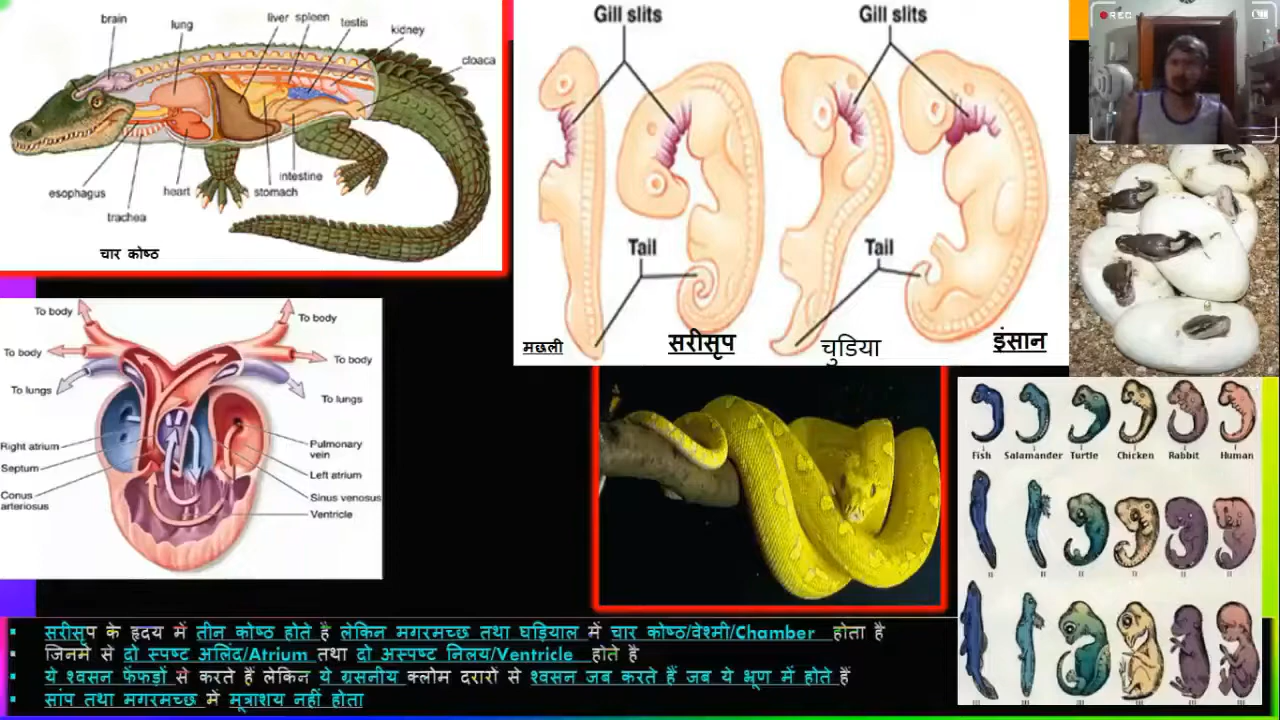 brain
lung
liver
spleen
testis
kidney
cloaca
esophagus
trachea
heart
stomach
intestine
चार कोष्ठ
Gill slits
Gill slits
Tail
Tail
मछली
सरीसृप
चुडिया
इंसान
REC
To body
To body
To body
To body
To lungs
To lungs
Right atrium
Septum
Conus
arteriosus
Pulmonary
vein
Left atrium
Sinus venosus
Ventricle
Fish Salamander Turtle Chicken Rabbit Human
सरीसृप के हृदय में तीन कोष्ठ होते है लेकिन मगरमच्छ तथा घड़ियाल में चार कोष्ठ/वेश्मी/Chamber होता है
जिनमे से दो स्पष्ट अलिंद/Atrium तथा दो अस्पष्ट निलय/Ventricle होते है
ये श्वसन फेंफड़ों से करते हैं लेकिन ये ग्रसनीय क्लोम दरारों से श्वसन जब करते हैं जब ये भ्रूण में होते हैं
सांप तथा मगरमच्छ में मूत्राशय नहीं होता